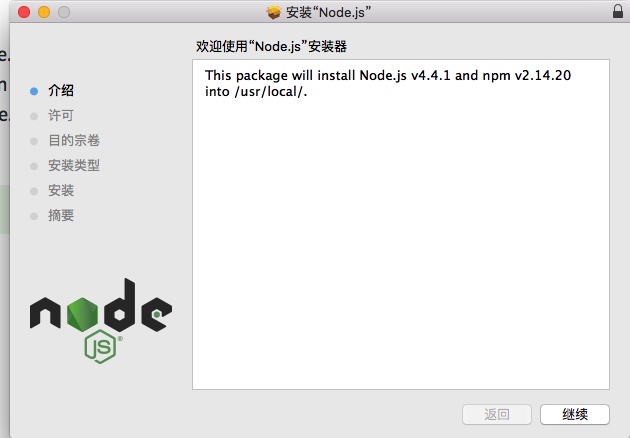 安装“Node.js”
欢迎使用“Node.js”安装器
介绍
许可
目的宗卷
安装类型
安装
摘要
This package will install Node.js v4.4.1 and npm v2.14.20
into /usr/local/.
node
JS
返回
继续